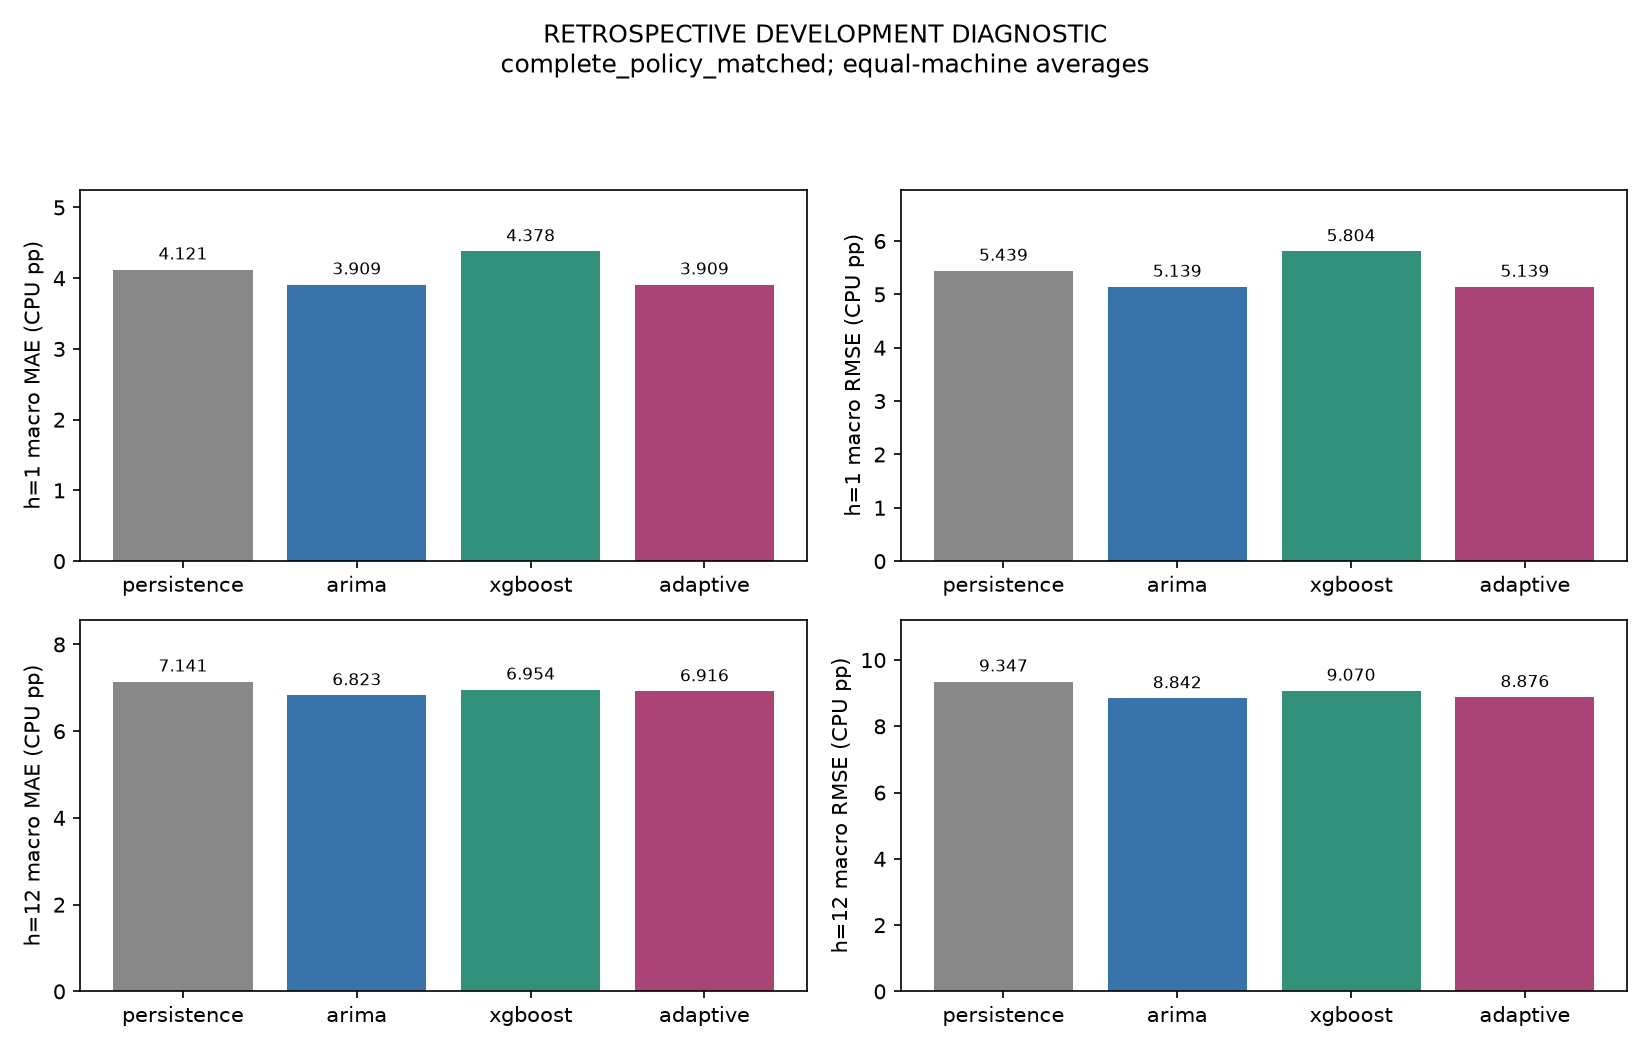 RETROSPECTIVE DEVELOPMENT DIAGNOSTIC
complete_policy_matched; equal-machine averages
h=1 macro MAE (CPU pp)
5
4
3
2
1
0
4.121
3.909
4.378
3.909
persistence
arima
xgboost
adaptive
h=1 macro RMSE (CPU pp)
6
5
4
3
2
1
0
5.439
5.139
5.804
5.139
persistence
arima
xgboost
adaptive
h=12 macro MAE (CPU pp)
8
6
4
2
0
7.141
6.823
6.954
6.916
persistence
arima
xgboost
adaptive
h=12 macro RMSE (CPU pp)
10
8
6
4
2
0
9.347
8.842
9.070
8.876
persistence
arima
xgboost
adaptive